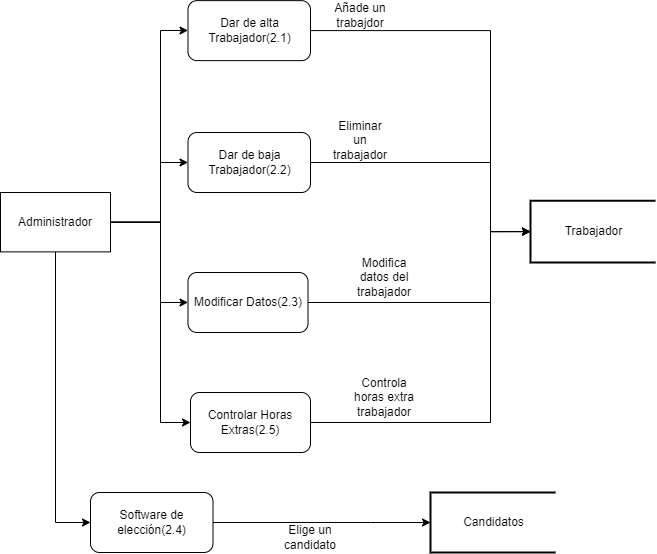 Dar de alta
Trabajador(2.1)
Añade un
trabajdor
Dar de baja
Trabajador(2.2)
Eliminar
un
trabajador
Administrador
Trabajador
Modificar Datos(2.3)
Modifica
datos del
trabajador
Controlar Horas
Extras(2.5)
Controla
horas extra
trabajador
Software de
elección(2.4)
Elige un
candidato
Candidatos